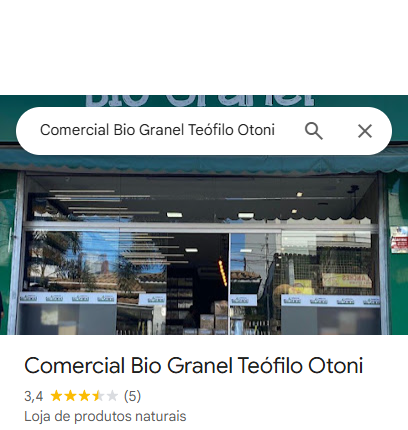 Bio Granel
Comercial Bio Granel Teófilo Otoni
Comercial Bio Granel Teófilo Otoni
3,4 (5)
Loja de produtos naturais